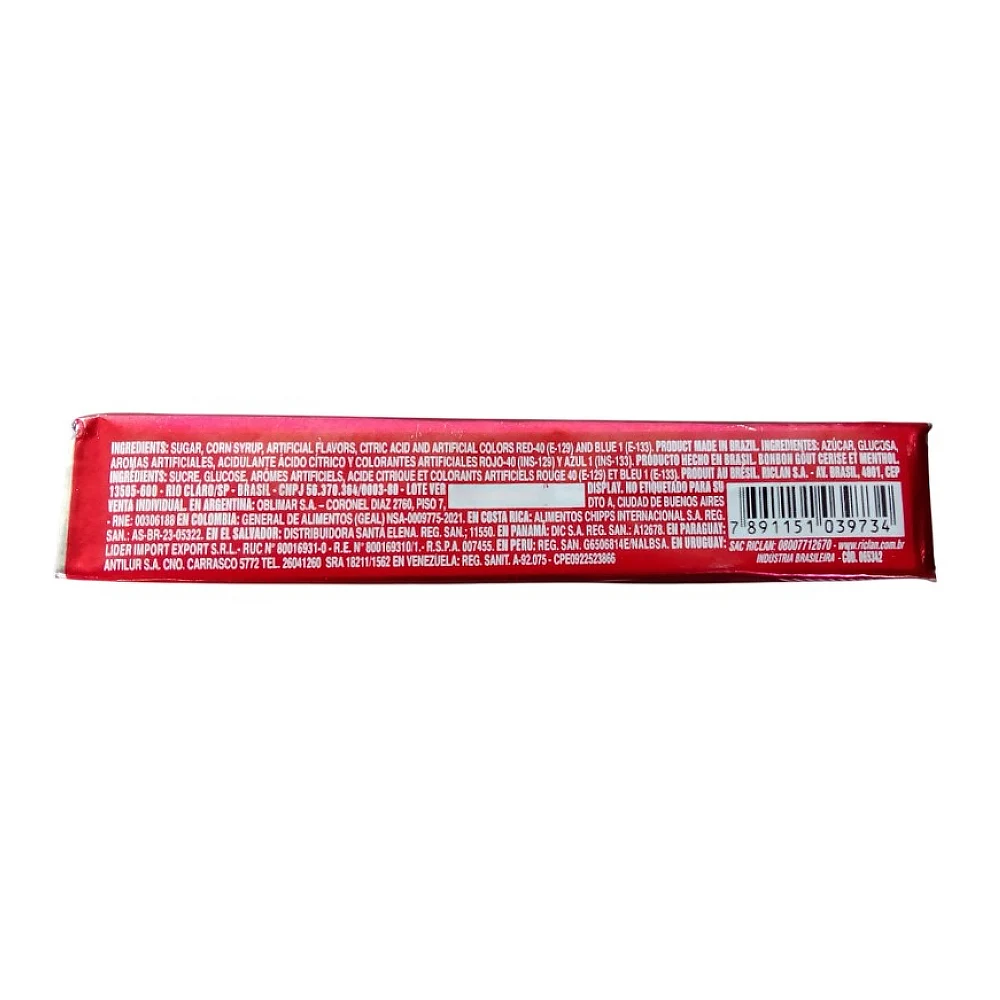 INGREDIENTS: SUGAR, CORN SYRUP, ARTIFICIAL FLAVORS, CITRIC ACID AND ARTIFICIAL COLORS RED-40 (E-129) AND BLUE 1 (E-133). PRODUCT MADE IN BRAZIL. INGREDIENTES: AZÚCAR, GLUCOSA,
AROMAS ARTIFICIALES, ACIDULANTE ÁCIDO CÍTRICO Y COLORANTES ARTIFICIALES ROJO-40 (INS-129) Y AZUL 1 (INS-133). PRODUCTO HECHO EN BRASIL. BONBON GOÛT CERISE ET MENTHOL
INGRÉDIENTS: SUCRE, GLUCOSE, ARÔMES ARTIFICIELS, ACIDE CITRIQUE ET COLORANTS ARTIFICIELS ROUGE 40 (E-129) ET BLEU 1 (E-133). PRODUIT AU BRÉSIL. RICLAN S.A. - AV. BRASIL, 4001, CEP
13505-600 - RIO CLARO/SP - BRASIL - CNPJ 56.370.364/0003-80 - LOTE VER DISPLAY. NO ETIQUETADO PARA SU
VENTA INDIVIDUAL. EN ARGENTINA: OBLIMAR S.A. - CORONEL DIAZ 2760, PISO 7, DTO A, CIUDAD DE BUENOS AIRES
- RNE: 00306188 EN COLOMBIA: GENERAL DE ALIMENTOS (GEAL) NSA-0009775-2021. EN COSTA RICA: ALIMENTOS CHIPPS INTERNACIONAL S.A. REG.
SAN.: AS-BR-23-05322. EN EL SALVADOR: DISTRIBUIDORA SANTA ELENA. REG. SAN.: 11550. EN PANAMÁ: DIC S.A. REG. SAN.: A12678. EN PARAGUAY:
LIDER IMPORT EXPORT S.R.L. - RUC Nº 80016931-0 - R.E. Nº 800169310/1 - R.S.P.A. 007455. EN PERU: REG. SAN. G6506814E/NALBSA. EN URUGUAY:
ANTILUR S.A. CNO. CARRASCO 5772 TEL. 26041260 SRA 18211/1562 EN VENEZUELA: REG. SANIT. A-92.075 - CPE0922523866
7 891151 039734
SAC RICLAN: 08007712670 - www.riclan.com.br
INDÚSTRIA BRASILEIRA - CÓD. 065342